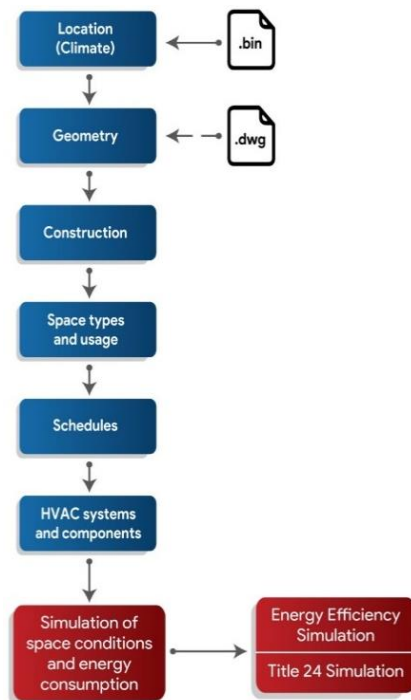 Location
(Climate)
.bin
Geometry
.dwg
Construction
Space types
and usage
Schedules
HVAC systems
and components
Simulation of
space conditions
and energy
consumption
Energy Efficiency
Simulation
Title 24 Simulation